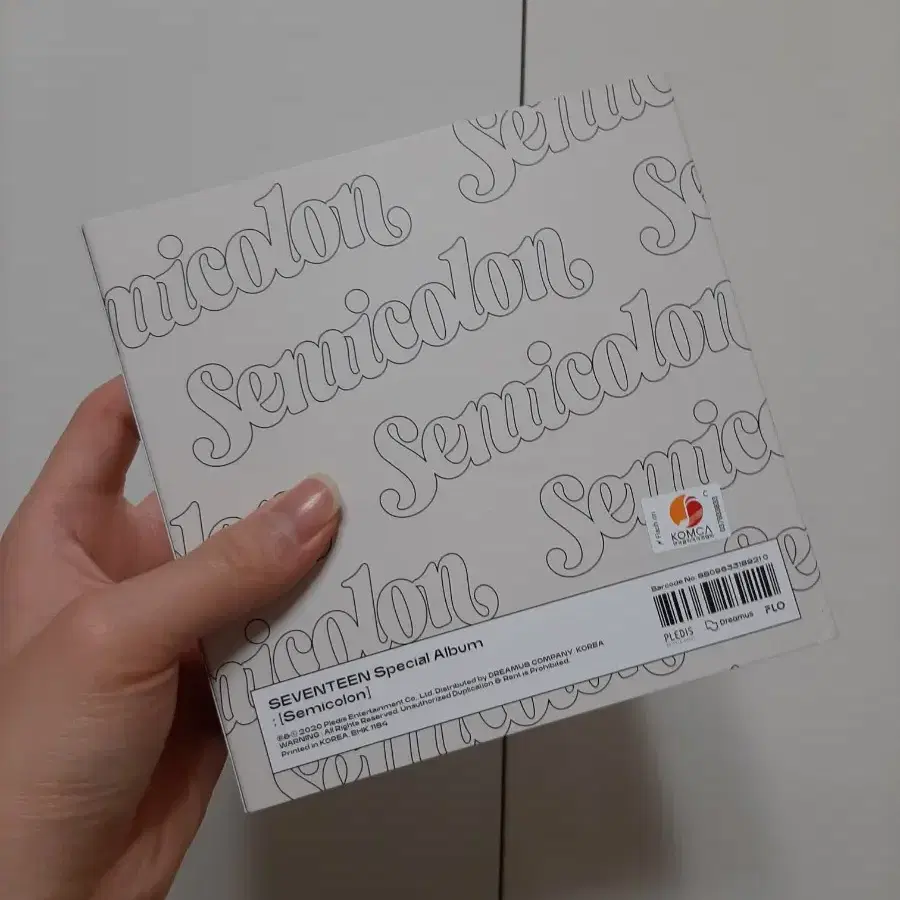 Semicolon
Semicolon
Semicolon
Semicolon
KOMCA
Barcode No. 8809633189210
PLEDIS
Dreamus
FLO
SEVENTEEN Special Album
: [Semicolon]
℗&© 2020 Pledis Entertainment Co., Ltd. Distributed by DREAMUS COMPANY. KOREA
WARNING : All Rights Reserved. Unauthorized Duplication & Rent is Prohibited.
Printed in KOREA. BHK 1184